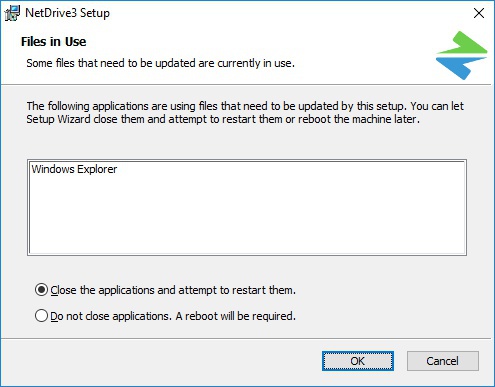 NetDrive3 Setup
Files in Use
Some files that need to be updated are currently in use.
The following applications are using files that need to be updated by this setup. You can let
Setup Wizard close them and attempt to restart them or reboot the machine later.
Windows Explorer
Close the applications and attempt to restart them.
Do not close applications. A reboot will be required.
OK
Cancel